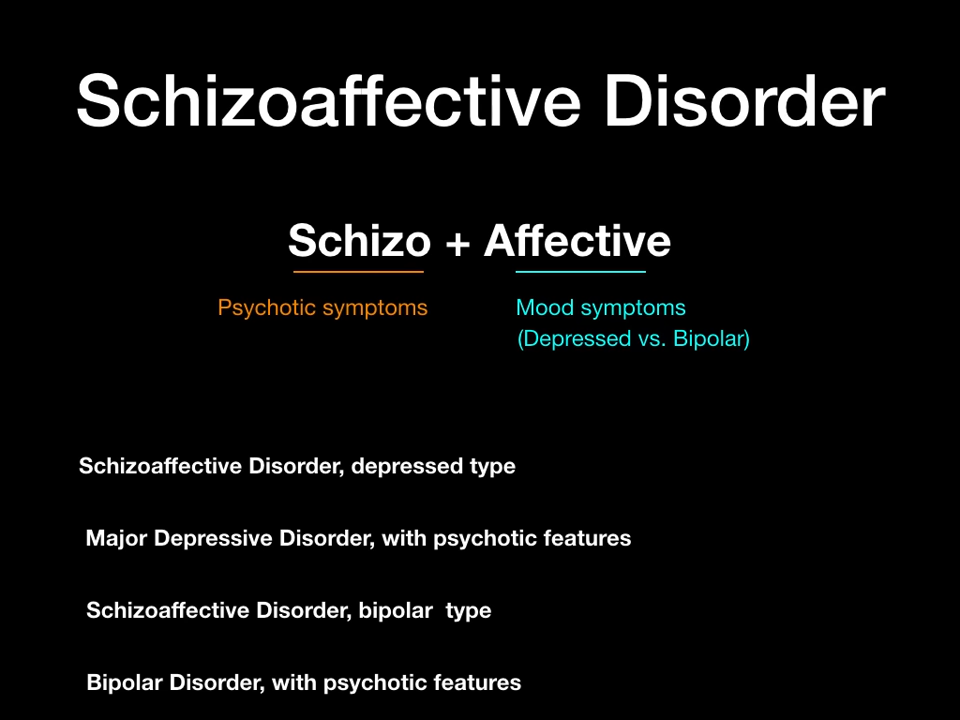 Schizoaffective Disorder
Schizo + Affective
Psychotic symptoms
Mood symptoms
(Depressed vs. Bipolar)
Schizoaffective Disorder, depressed type
Major Depressive Disorder, with psychotic features
Schizoaffective Disorder, bipolar  type
Bipolar Disorder, with psychotic features